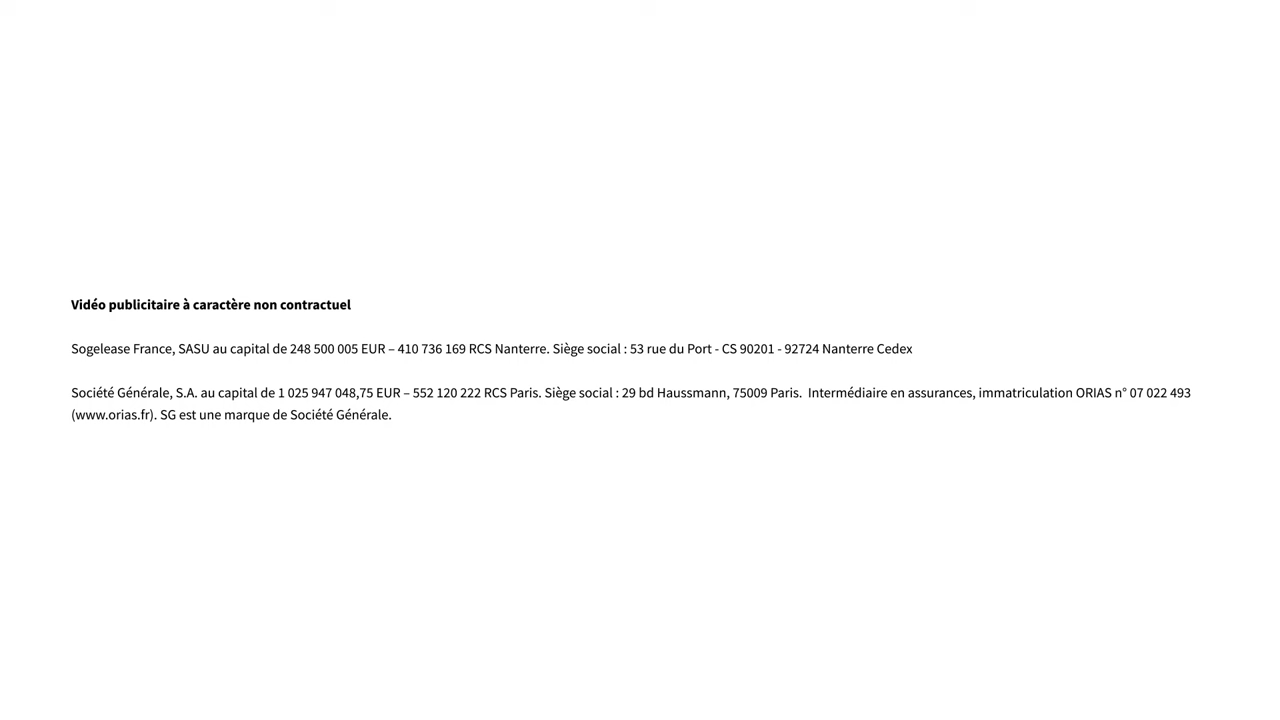 Vidéo publicitaire à caractère non contractuel
Sogelease France, SASU au capital de 248 500 005 EUR – 410 736 169 RCS Nanterre. Siège social : 53 rue du Port - CS 90201 - 92724 Nanterre Cedex
Société Générale, S.A. au capital de 1 025 947 048,75 EUR – 552 120 222 RCS Paris. Siège social : 29 bd Haussmann, 75009 Paris.  Intermédiaire en assurances, immatriculation ORIAS n° 07 022 493
(www.orias.fr). SG est une marque de Société Générale.